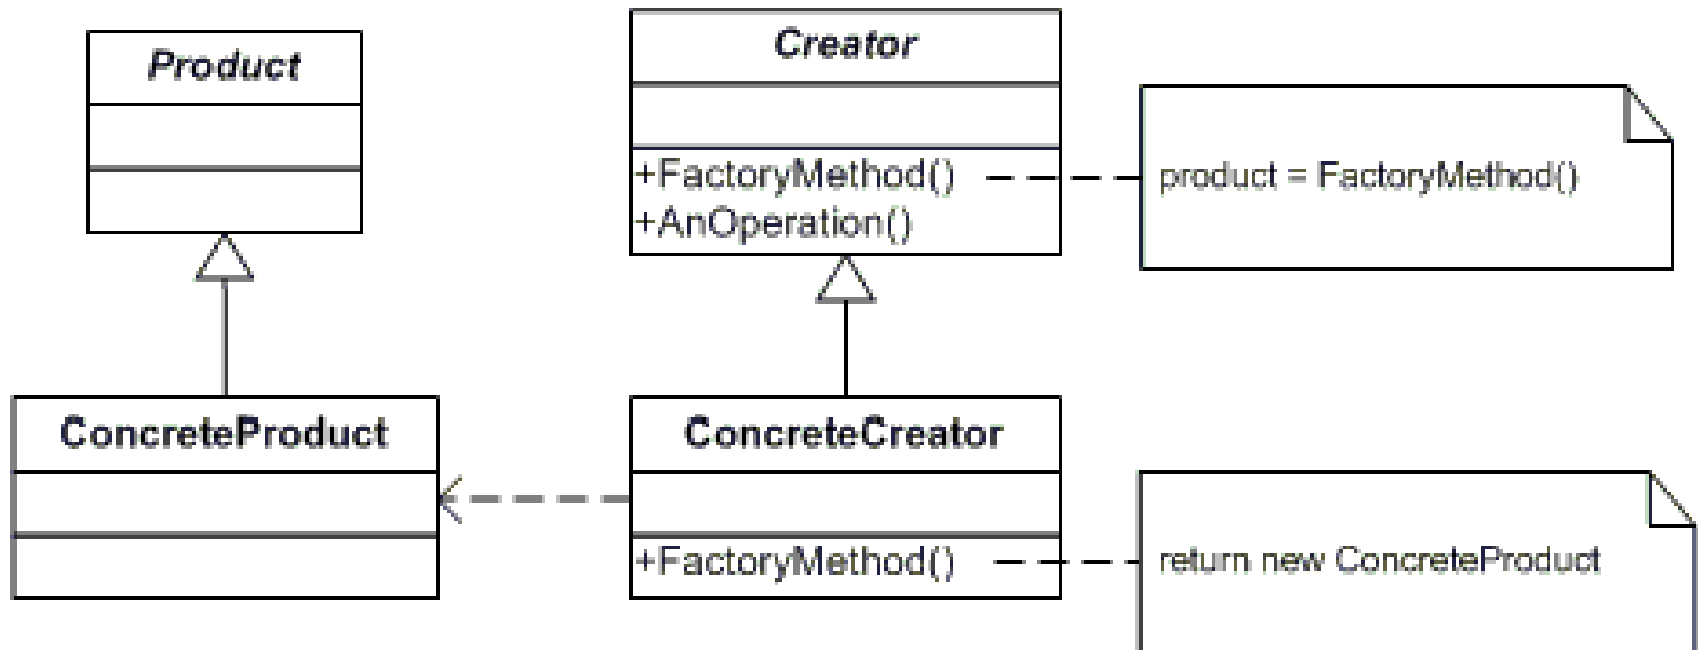 Product
Creator
+FactoryMethod()
+AnOperation()
product = FactoryMethod()
ConcreteProduct
ConcreteCreator
+FactoryMethod()
return new ConcreteProduct